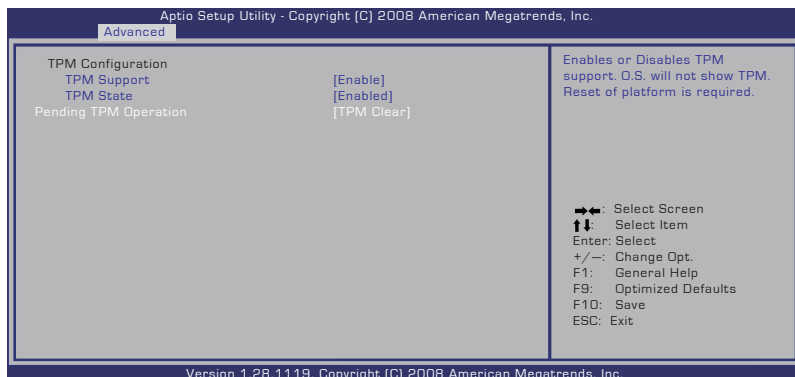 Aptio Setup Utility - Copyright (C) 2008 American Megatrends, Inc.
Advanced
TPM Configuration
TPM Support [Enable]
TPM State [Enabled]
Pending TPM Operation [TPM Clear]
Enables or Disables TPM
support. O.S. will not show TPM.
Reset of platform is required.
→←: Select Screen
↑↓: Select Item
Enter: Select
+/—: Change Opt.
F1: General Help
F9: Optimized Defaults
F10: Save
ESC: Exit
Version 1.28.1119. Copyright (C) 2008 American Megatrends, Inc.